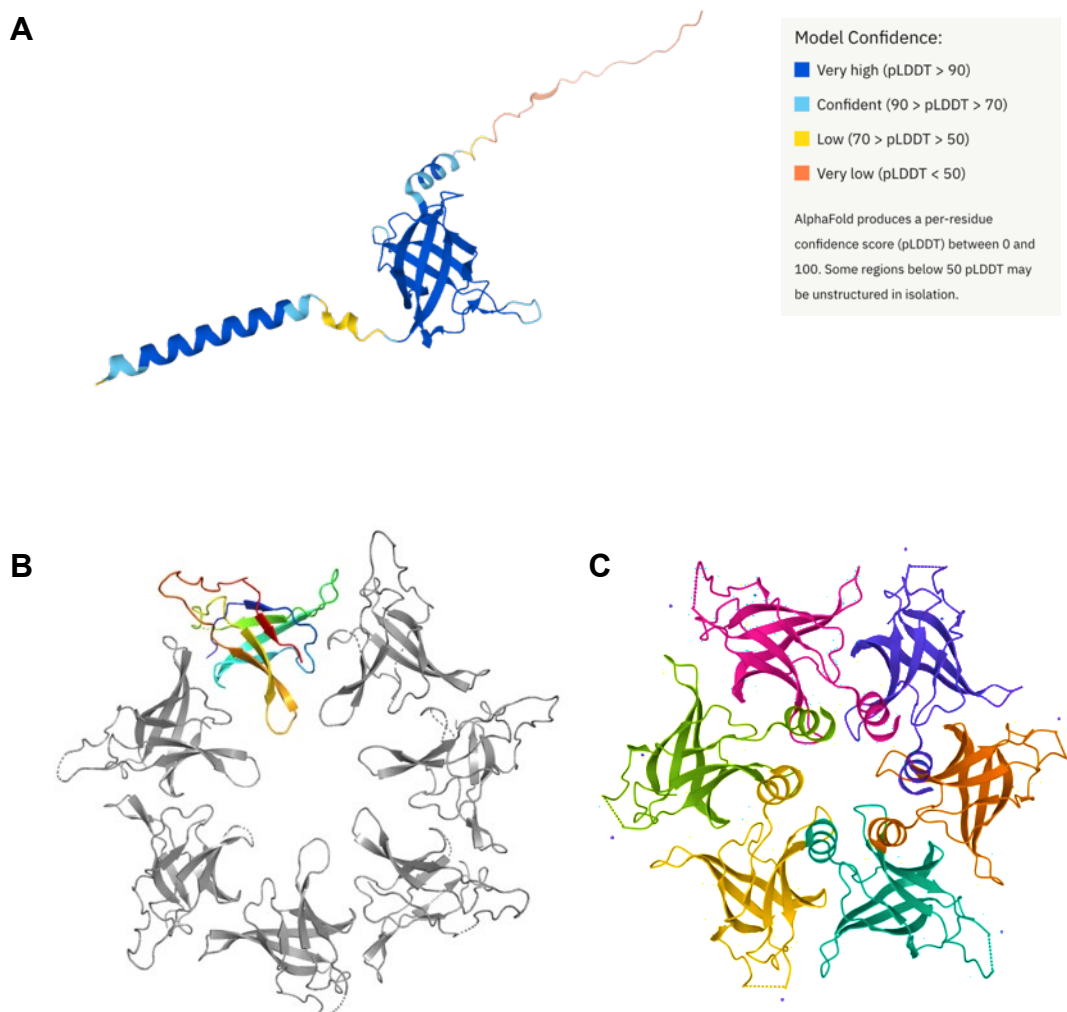 A
Model Confidence:
Very high (pLDDT > 90)
Confident (90 > pLDDT > 70)
Low (70 > pLDDT > 50)
Very low (pLDDT < 50)
AlphaFold produces a per-residue
confidence score (pLDDT) between 0 and
100. Some regions below 50 pLDDT may
be unstructured in isolation.
B
C